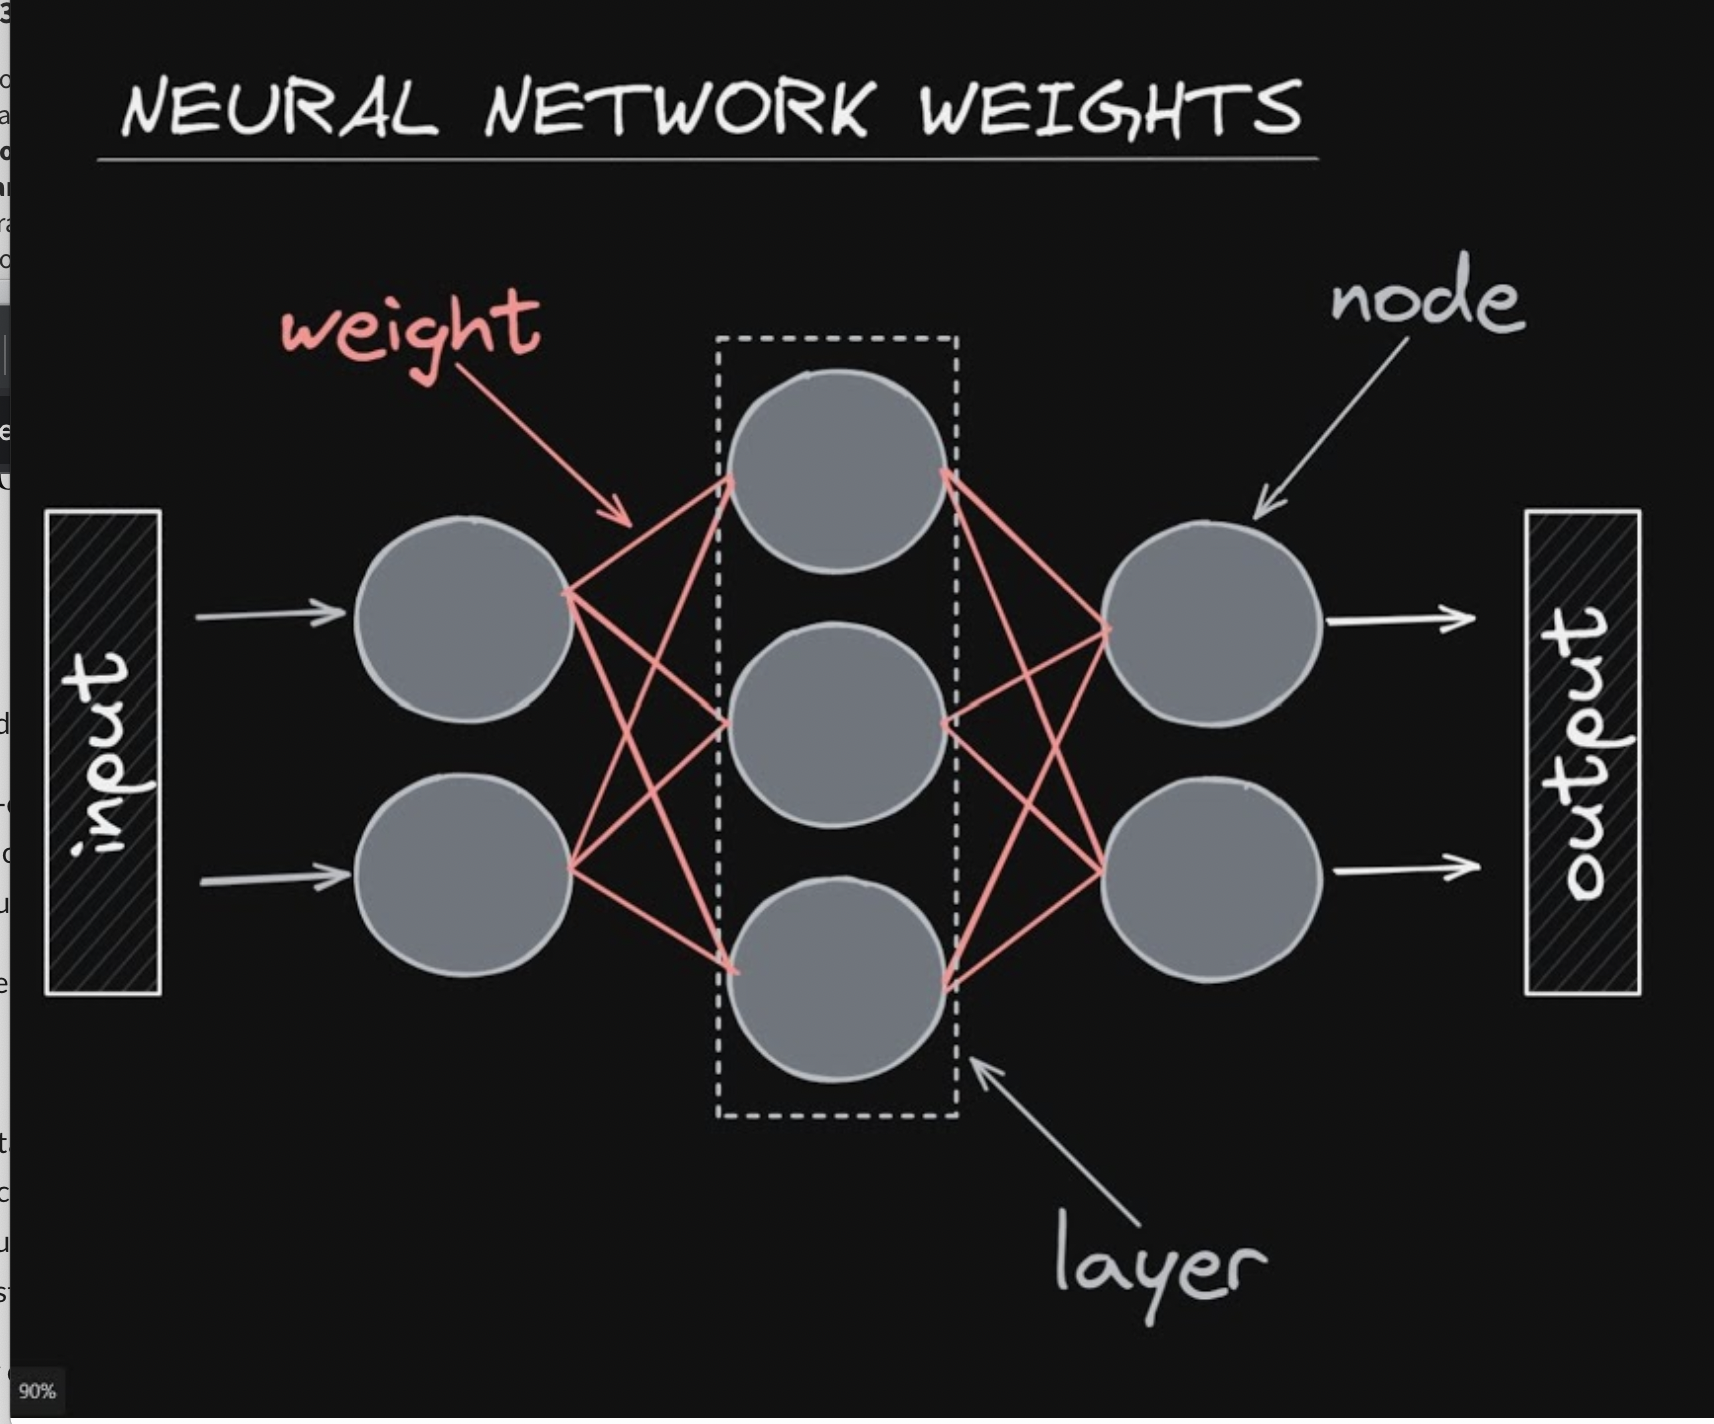 NEURAL NETWORK WEIGHTS
weight
node
input
output
layer
90%